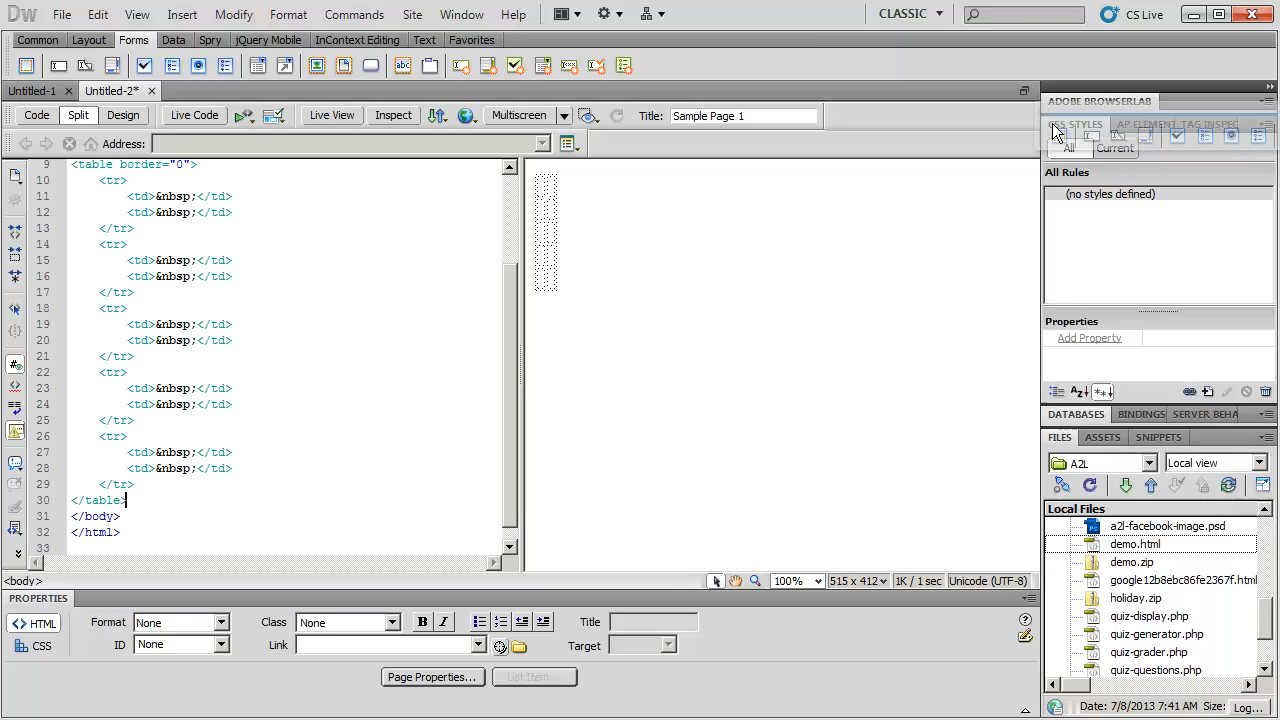 Dw File Edit View Insert Modify Format Commands Site Window Help CLASSIC CS Live
Common Layout Forms Data Spry jQuery Mobile InContext Editing Text Favorites
Untitled-1 × Untitled-2* ×
Code Split Design Live Code Live View Inspect Multiscreen Title: Sample Page 1
Address:
9 <table border="0">
10 <tr>
11 <td>&nbsp;</td>
12 <td>&nbsp;</td>
13 </tr>
14 <tr>
15 <td>&nbsp;</td>
16 <td>&nbsp;</td>
17 </tr>
18 <tr>
19 <td>&nbsp;</td>
20 <td>&nbsp;</td>
21 </tr>
22 <tr>
23 <td>&nbsp;</td>
24 <td>&nbsp;</td>
25 </tr>
26 <tr>
27 <td>&nbsp;</td>
28 <td>&nbsp;</td>
29 </tr>
30 </table>
31 </body>
32 </html>
33
<body>
100% 515 x 412 1K / 1 sec Unicode (UTF-8)
ADOBE BROWSERLAB
CSS STYLES AP ELEMENT TAG INSPEC
All Current
All Rules
(no styles defined)
Properties
Add Property
DATABASES BINDINGS SERVER BEHA
FILES ASSETS SNIPPETS
A2L Local view
Local Files
a2l-facebook-image.psd
demo.html
demo.zip
google12b8ebc86fe2367f.html
holiday.zip
quiz-display.php
quiz-generator.php
quiz-grader.php
quiz-questions.php
Date: 7/8/2013 7:41 AM Size: Log...
PROPERTIES
<> HTML Format None Class None B I Title
CSS ID None Link Target
Page Properties... List Item...